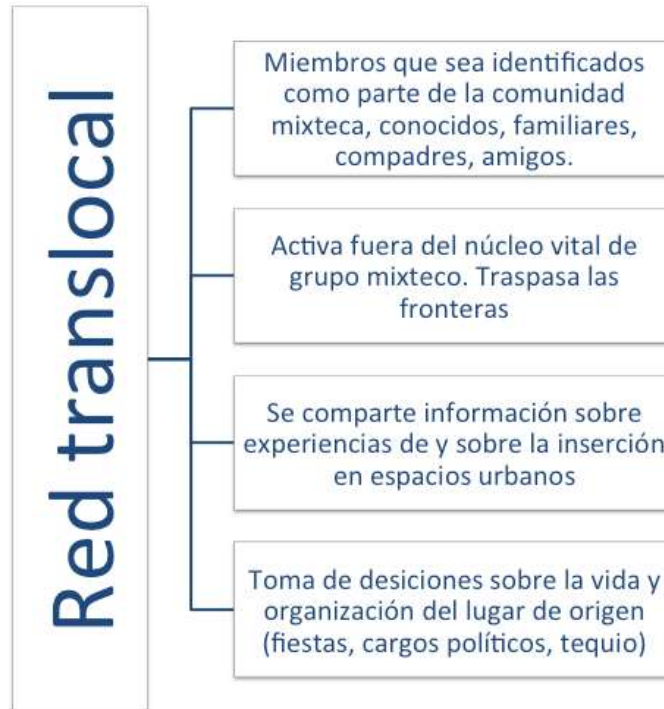 Red translocal
Miembros que sea identificados
como parte de la comunidad
mixteca, conocidos, familiares,
compadres, amigos.
Activa fuera del núcleo vital de
grupo mixteco. Traspasa las
fronteras
Se comparte información sobre
experiencias de y sobre la inserción
en espacios urbanos
Toma de desiciones sobre la vida y
organización del lugar de origen
(fiestas, cargos políticos, tequio)